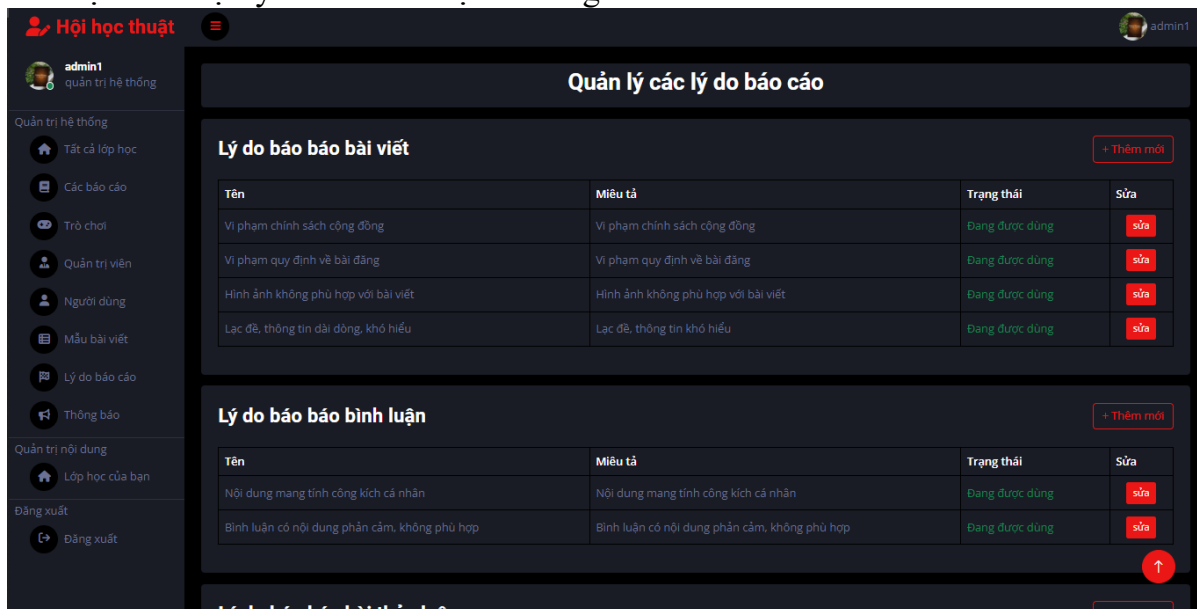 Hội học thuật
admin1
admin1
quản trị hệ thống
Quản trị hệ thống
Tất cả lớp học
Các báo cáo
Trò chơi
Quản trị viên
Người dùng
Mẫu bài viết
Lý do báo cáo
Thông báo
Quản trị nội dung
Lớp học của bạn
Đăng xuất
Đăng xuất
Quản lý các lý do báo cáo
Lý do báo báo bài viết
+ Thêm mới
Tên Miêu tả Trạng thái Sửa
Vi phạm chính sách cộng đồng Vi phạm chính sách cộng đồng Đang được dùng sửa
Vi phạm quy định về bài đăng Vi phạm quy định về bài đăng Đang được dùng sửa
Hình ảnh không phù hợp với bài viết Hình ảnh không phù hợp với bài viết Đang được dùng sửa
Lạc đề, thông tin dài dòng, khó hiểu Lạc đề, thông tin khó hiểu Đang được dùng sửa
Lý do báo báo bình luận
+ Thêm mới
Tên Miêu tả Trạng thái Sửa
Nội dung mang tính công kích cá nhân Nội dung mang tính công kích cá nhân Đang được dùng sửa
Bình luận có nội dung phản cảm, không phù hợp Bình luận có nội dung phản cảm, không phù hợp Đang được dùng sửa